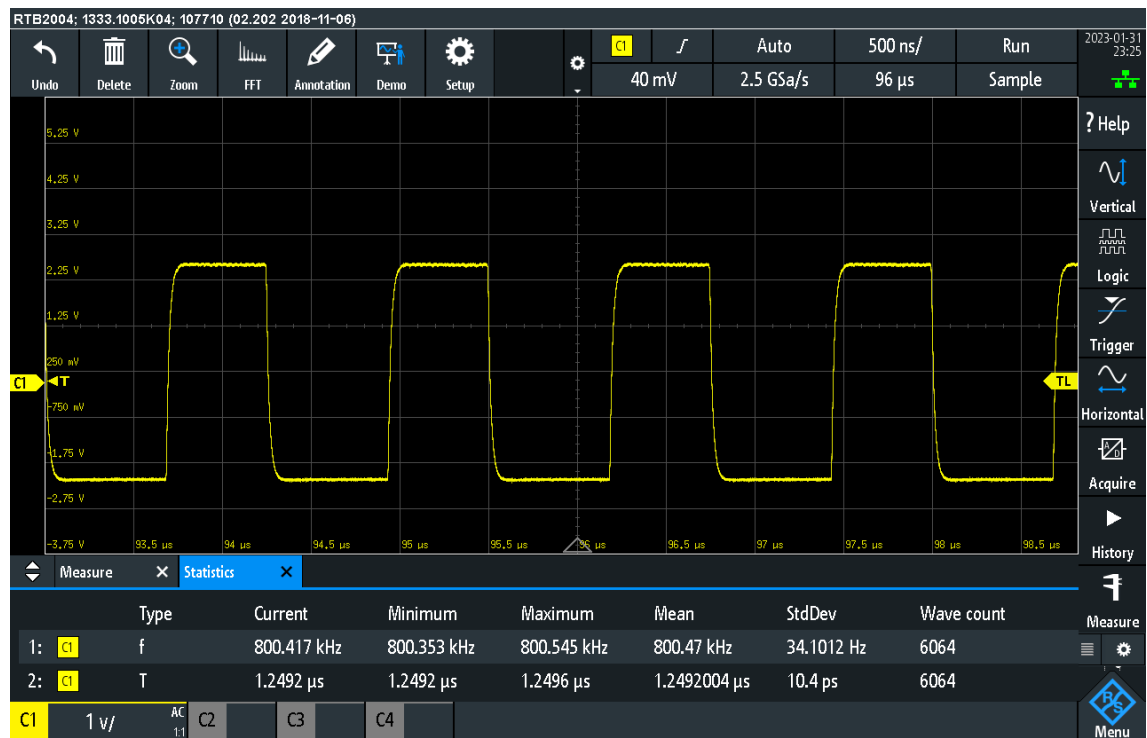 RTB2004; 1333.1005K04; 107710 (02.202 2018-11-06)
Undo Delete Zoom FFT Annotation Demo Setup
C1 Auto 500 ns/ Run
40 mV 2.5 GSa/s 96 µs Sample
2023-01-31
23:25
? Help
Vertical
Logic
Trigger
Horizontal
Acquire
History
Measure
Menu
5,25 V
4,25 V
3,25 V
2,25 V
1,25 V
250 mV
C1 T TL
-750 mV
-1,75 V
-2,75 V
-3,75 V 93,5 µs 94 µs 94,5 µs 95 µs 95,5 µs 96 µs 96,5 µs 97 µs 97,5 µs 98 µs 98,5 µs
Measure Statistics
Type Current Minimum Maximum Mean StdDev Wave count
1: C1 f 800.417 kHz 800.353 kHz 800.545 kHz 800.47 kHz 34.1012 Hz 6064
2: C1 T 1.2492 µs 1.2492 µs 1.2496 µs 1.2492004 µs 10.4 ps 6064
C1 1 V/ AC 1:1 C2 C3 C4
R/S